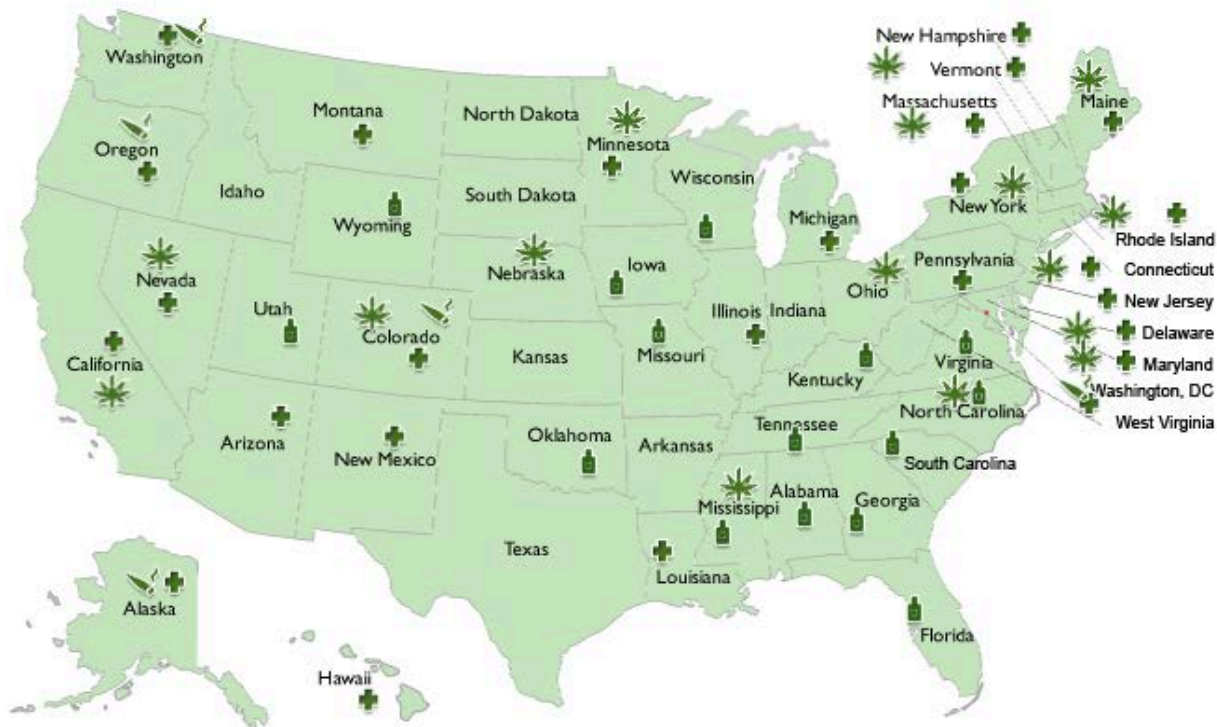 New Hampshire
Washington
Vermont
Massachusetts
Maine
Montana
North Dakota
Minnesota
Oregon
Idaho
Wisconsin
South Dakota
New York
Wyoming
Michigan
Rhode Island
Pennsylvania
Iowa
Nebraska
Connecticut
Nevada
Ohio
New Jersey
Utah
Illinois
Indiana
Colorado
Delaware
California
Kansas
Missouri
Virginia
Maryland
Kentucky
Washington, DC
North Carolina
West Virginia
Tennessee
Oklahoma
Arizona
New Mexico
Arkansas
South Carolina
Alabama
Georgia
Mississippi
Texas
Louisiana
Alaska
Florida
Hawaii